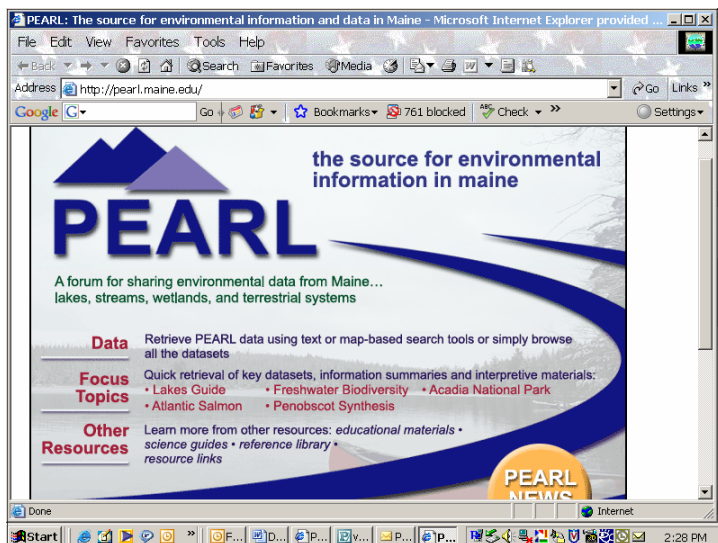 PEARL: The source for environmental information and data in Maine - Microsoft Internet Explorer provided ...
File Edit View Favorites Tools Help
Back Search Favorites Media
Address http://pearl.maine.edu/ Go Links »
Google G Go Bookmarks 761 blocked ABC Check » Settings
the source for environmental
information in maine
PEARL
A forum for sharing environmental data from Maine...
lakes, streams, wetlands, and terrestrial systems
Data Retrieve PEARL data using text or map-based search tools or simply browse
all the datasets
Focus Topics Quick retrieval of key datasets, information summaries and interpretive materials:
• Lakes Guide • Freshwater Biodiversity • Acadia National Park
• Atlantic Salmon • Penobscot Synthesis
Other Resources Learn more from other resources: educational materials •
science guides • reference library •
resource links
PEARL
NEWS
Done Internet
Start » F... D... P... v... P... P... 2:28 PM